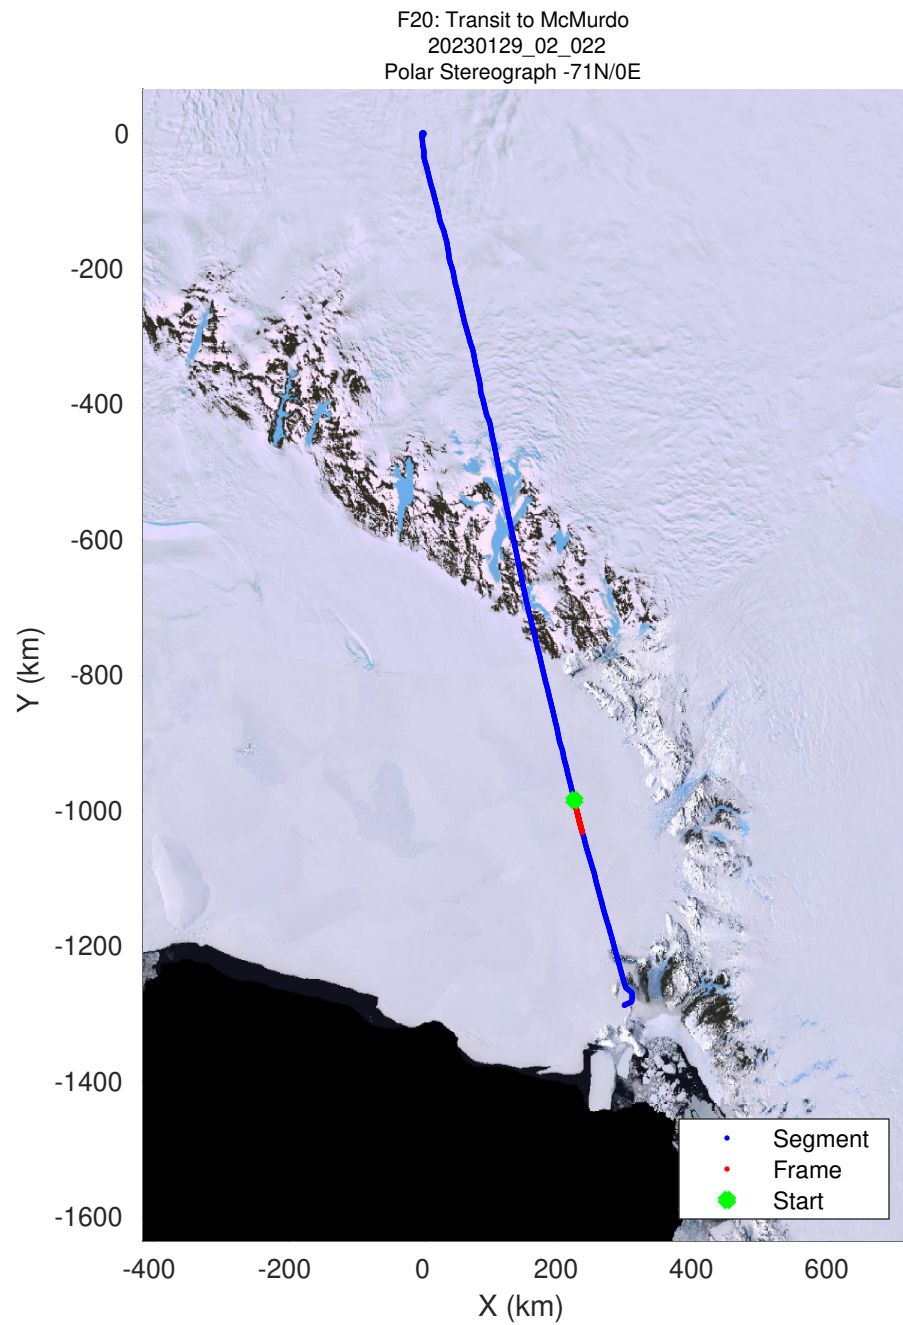 F20: Transit to McMurdo
20230129_02_022
Polar Stereograph -71N/0E
0
-200
-400
-600
-800
-1000
-1200
-1400
-1600
Y (km)
Segment
Frame
Start
-400 -200 0 200 400 600
X (km)